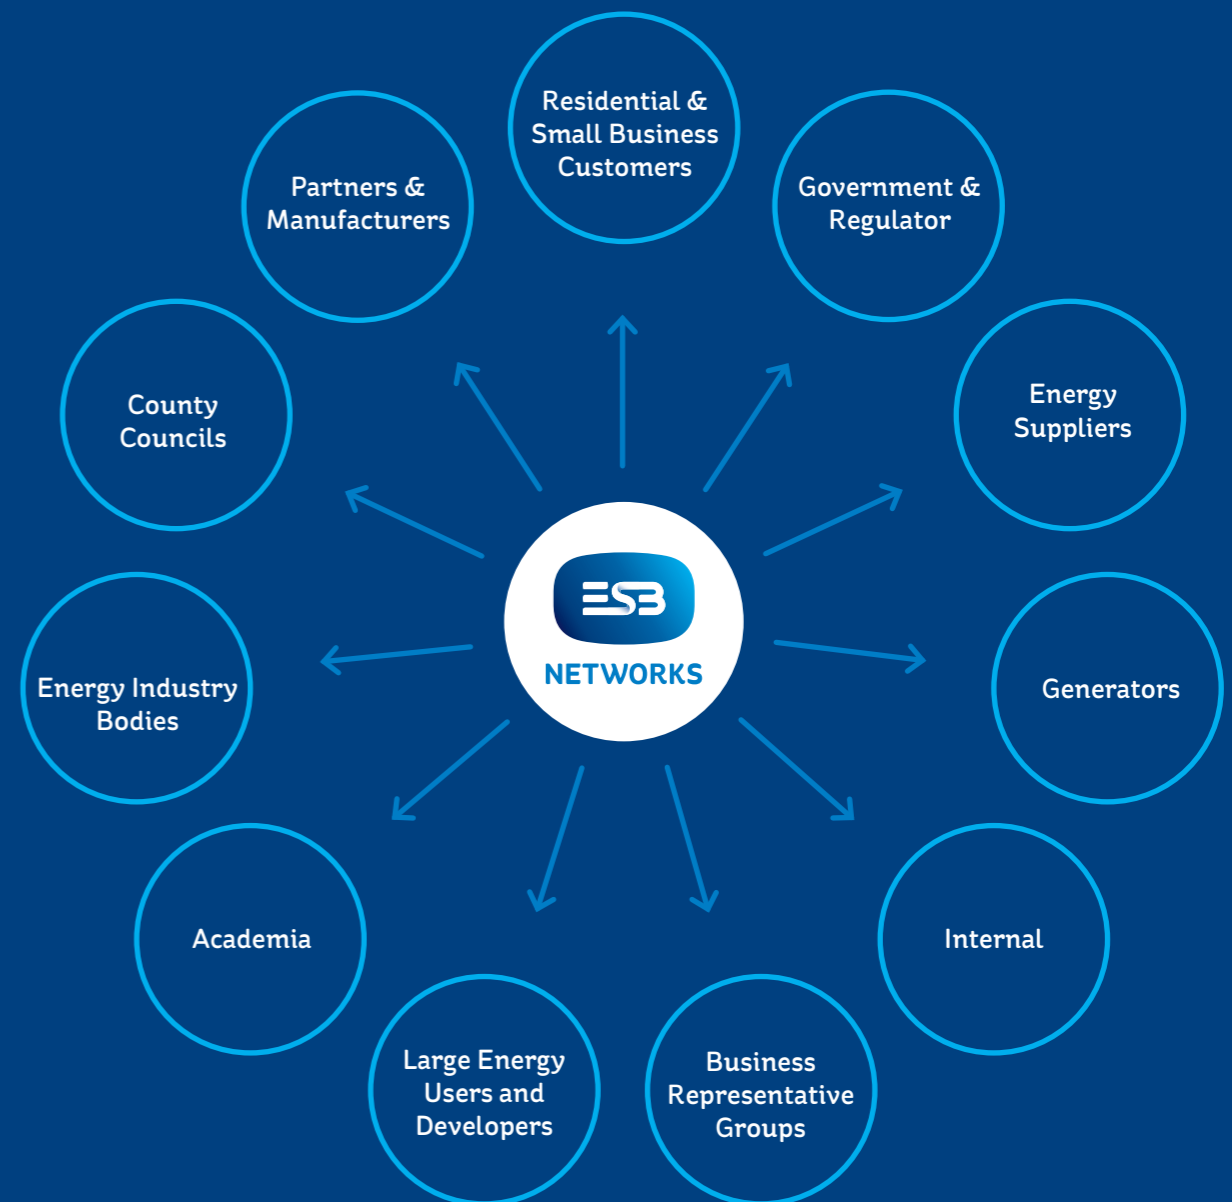 Residential &
Small Business
Customers
Government &
Regulator
Energy
Suppliers
Generators
Internal
Business
Representative
Groups
Large Energy
Users and
Developers
Academia
Energy Industry
Bodies
County
Councils
Partners &
Manufacturers
ESB
NETWORKS